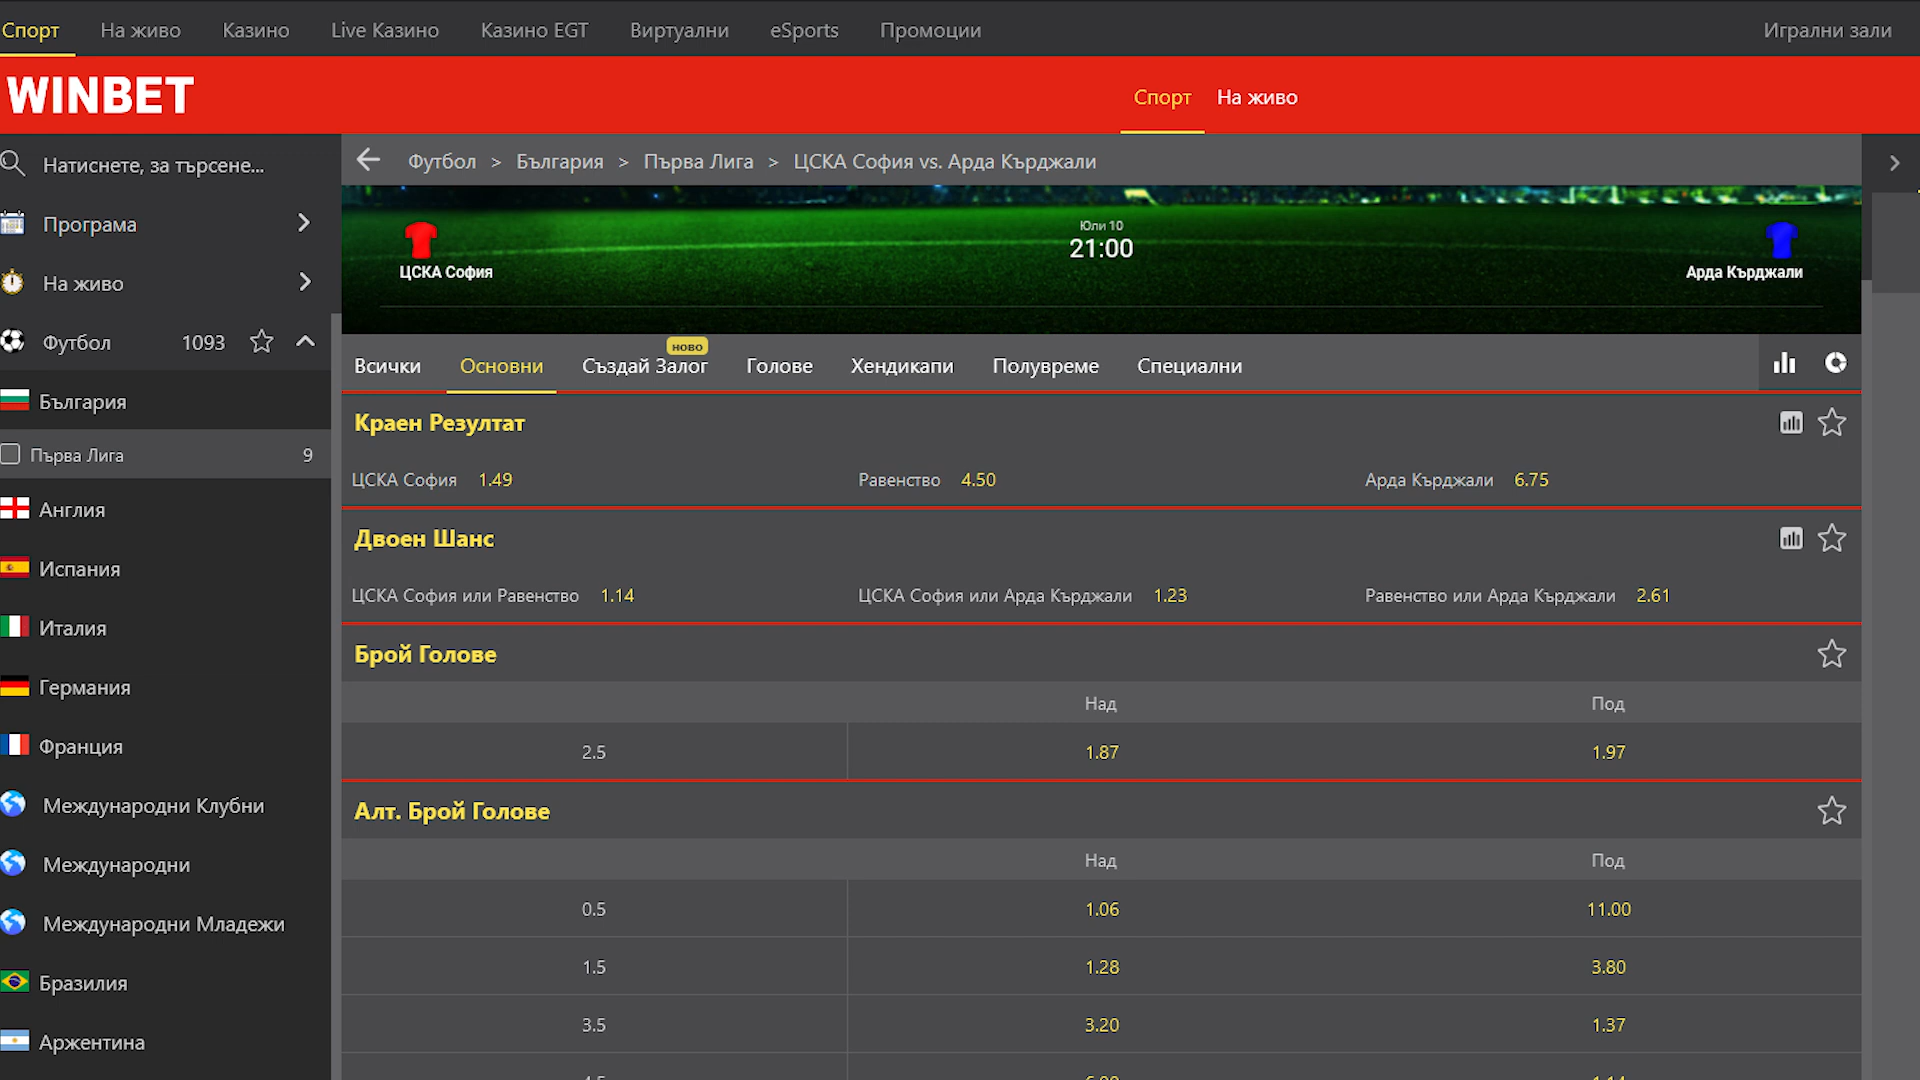 Спорт На живо Казино Live Казино Казино EGT Виртуални eSports Промоции Игрални зали
WINBET
Спорт На живо
Натиснете, за търсене...
Програма
На живо
Футбол 1093
България
Първа Лига 9
Англия
Испания
Италия
Германия
Франция
Международни Клубни
Международни
Международни Младежи
Бразилия
Аржентина
Футбол > България > Първа Лига > ЦСКА София vs. Арда Кърджали
Юли 10
21:00
ЦСКА София
Арда Кърджали
ново
Всички Основни Създай Залог Голове Хендикапи Полувреме Специални
Краен Резултат
ЦСКА София 1.49 Равенство 4.50 Арда Кърджали 6.75
Двоен Шанс
ЦСКА София или Равенство 1.14 ЦСКА София или Арда Кърджали 1.23 Равенство или Арда Кърджали 2.61
Брой Голове
Над Под
2.5 1.87 1.97
Алт. Брой Голове
Над Под
0.5 1.06 11.00
1.5 1.28 3.80
3.5 3.20 1.37